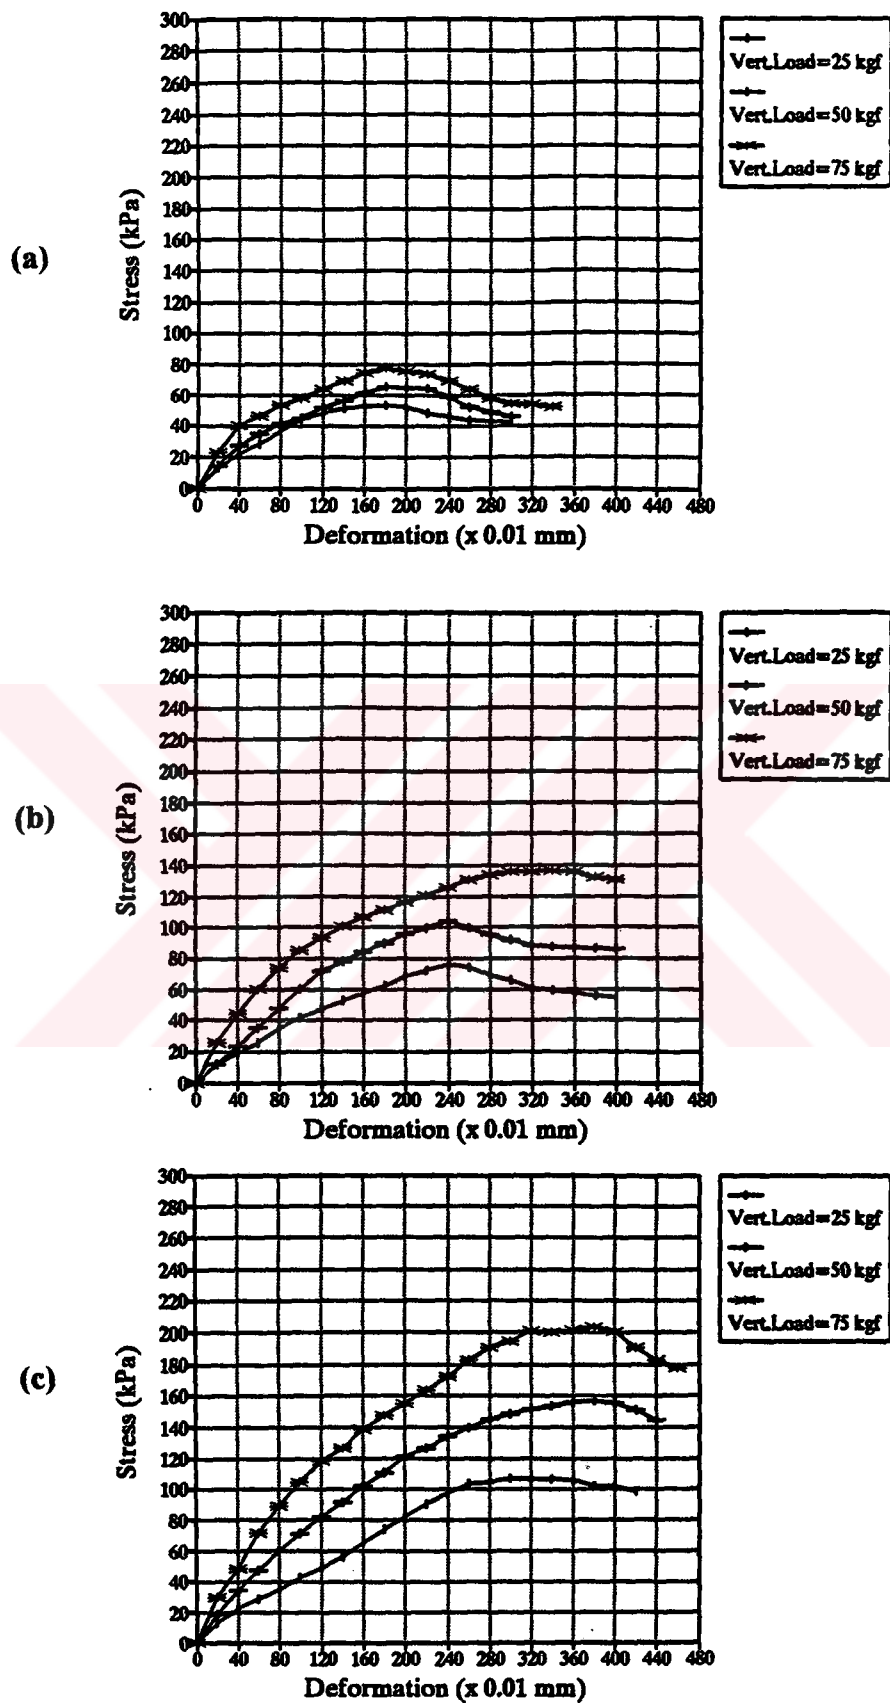 300
280
260
240
220
200
180
160
140
120
100
80
60
40
20
0
Stress (kPa)
(a)
0 40 80 120 160 200 240 280 320 360 400 440 480
Deformation (x 0.01 mm)
Vert.Load=25 kgf
Vert.Load=50 kgf
Vert.Load=75 kgf
300
280
260
240
220
200
180
160
140
120
100
80
60
40
20
0
Stress (kPa)
(b)
0 40 80 120 160 200 240 280 320 360 400 440 480
Deformation (x 0.01 mm)
Vert.Load=25 kgf
Vert.Load=50 kgf
Vert.Load=75 kgf
300
280
260
240
220
200
180
160
140
120
100
80
60
40
20
0
Stress (kPa)
(c)
0 40 80 120 160 200 240 280 320 360 400 440 480
Deformation (x 0.01 mm)
Vert.Load=25 kgf
Vert.Load=50 kgf
Vert.Load=75 kgf